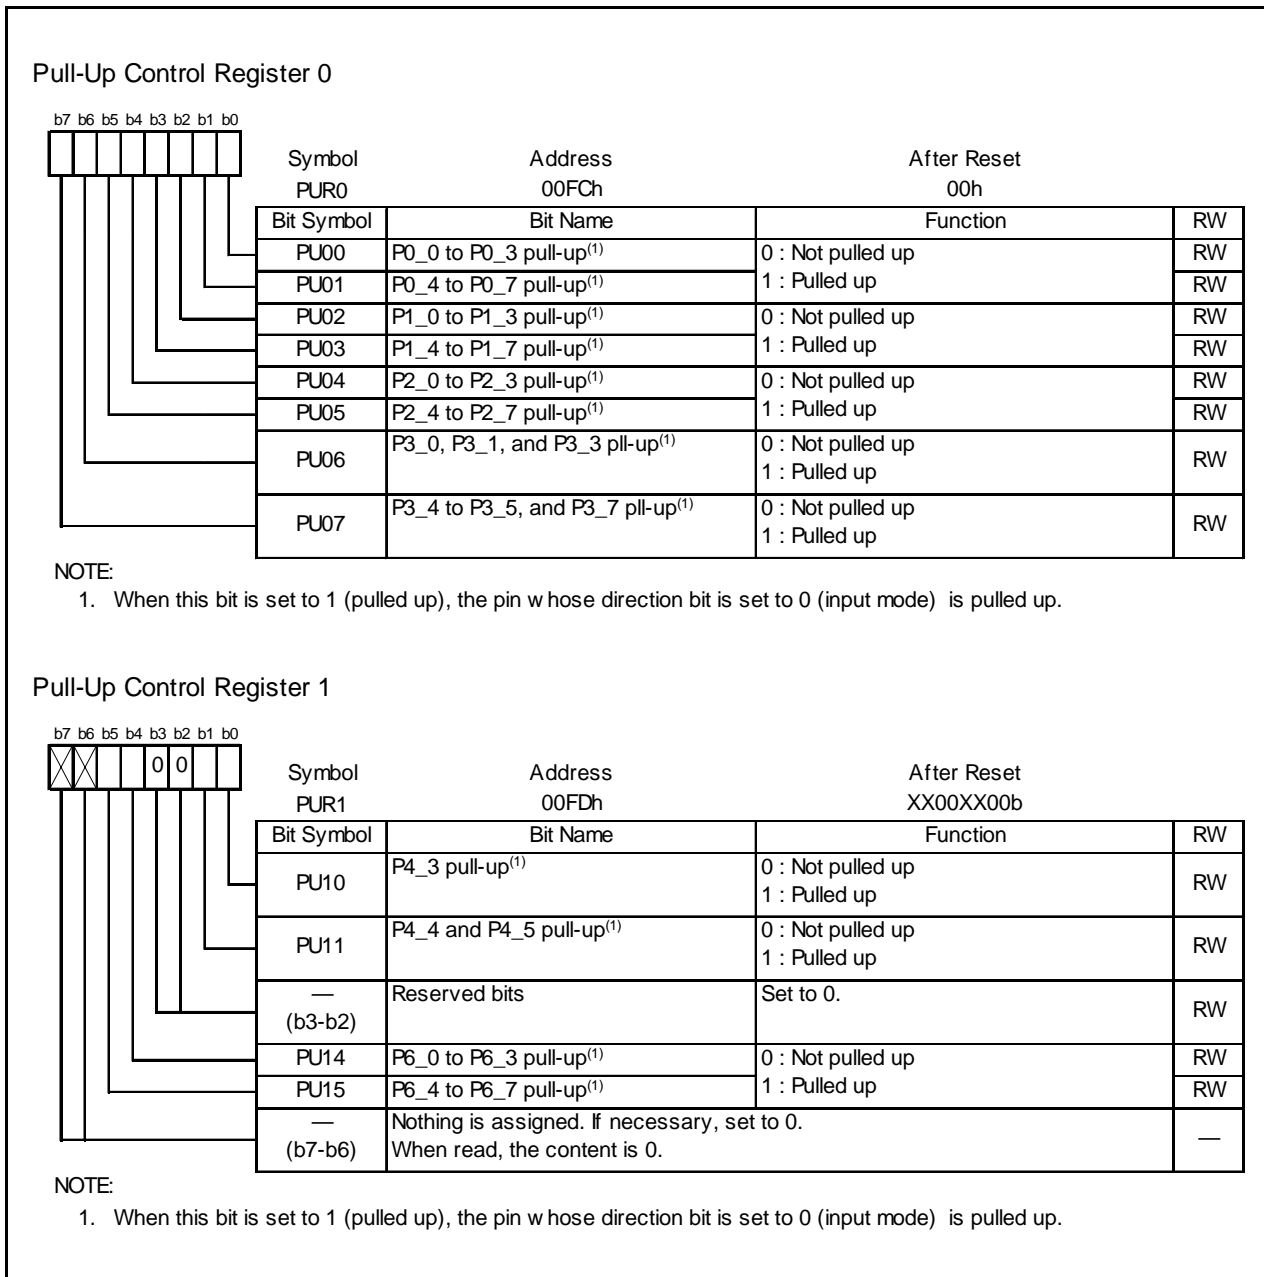 Pull-Up Control Register 0
b7 b6 b5 b4 b3 b2 b1 b0
Symbol Address After Reset
PUR0 00FCh 00h
Bit Symbol Bit Name Function RW
PU00 P0_0 to P0_3 pull-up(1) 0 : Not pulled up RW
PU01 P0_4 to P0_7 pull-up(1) 1 : Pulled up RW
PU02 P1_0 to P1_3 pull-up(1) 0 : Not pulled up RW
PU03 P1_4 to P1_7 pull-up(1) 1 : Pulled up RW
PU04 P2_0 to P2_3 pull-up(1) 0 : Not pulled up RW
PU05 P2_4 to P2_7 pull-up(1) 1 : Pulled up RW
PU06 P3_0, P3_1, and P3_3 pll-up(1) 0 : Not pulled up RW
1 : Pulled up
PU07 P3_4 to P3_5, and P3_7 pll-up(1) 0 : Not pulled up RW
1 : Pulled up
NOTE:
1. When this bit is set to 1 (pulled up), the pin whose direction bit is set to 0 (input mode) is pulled up.
Pull-Up Control Register 1
b7 b6 b5 b4 b3 b2 b1 b0
0 0
Symbol Address After Reset
PUR1 00FDh XX00XX00b
Bit Symbol Bit Name Function RW
PU10 P4_3 pull-up(1) 0 : Not pulled up RW
1 : Pulled up
PU11 P4_4 and P4_5 pull-up(1) 0 : Not pulled up RW
1 : Pulled up
— Reserved bits Set to 0. RW
(b3-b2)
PU14 P6_0 to P6_3 pull-up(1) 0 : Not pulled up RW
PU15 P6_4 to P6_7 pull-up(1) 1 : Pulled up RW
— Nothing is assigned. If necessary, set to 0. —
(b7-b6) When read, the content is 0.
NOTE:
1. When this bit is set to 1 (pulled up), the pin whose direction bit is set to 0 (input mode) is pulled up.